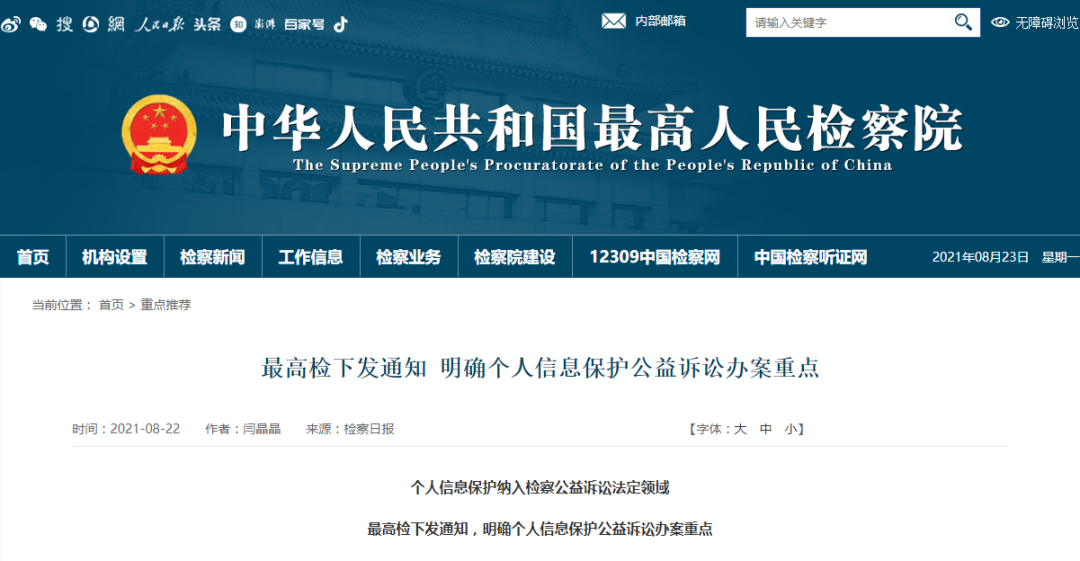 搜 網 人民日报 头条 知 澎湃 百家号 内部邮箱 请输入关键字 无障碍浏览
中华人民共和国最高人民检察院
The Supreme People's Procuratorate of the People's Republic of China
首页 机构设置 检察新闻 工作信息 检察业务 检察院建设 12309中国检察网 中国检察听证网 2021年08月23日 星期一
当前位置： 首页 > 重点推荐
最高检下发通知 明确个人信息保护公益诉讼办案重点
时间：2021-08-22 作者：闫晶晶 来源：检察日报 【字体：大 中 小】
个人信息保护纳入检察公益诉讼法定领域
最高检下发通知，明确个人信息保护公益诉讼办案重点